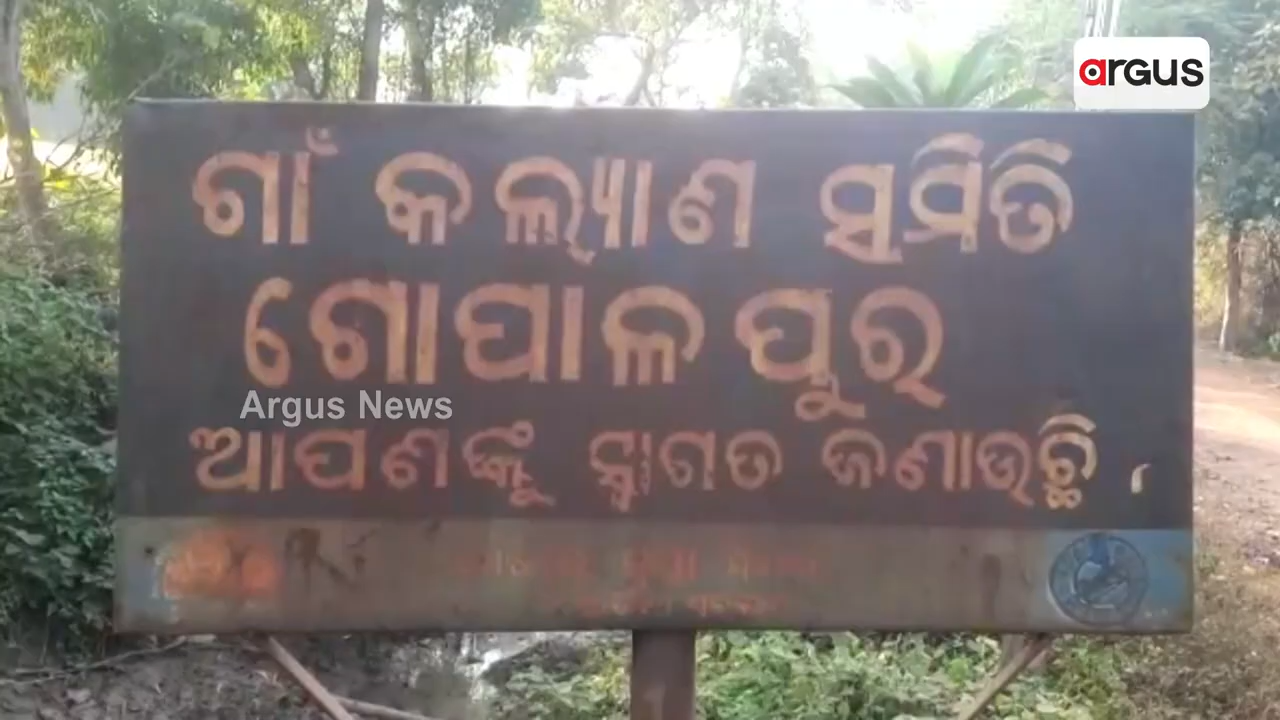 argus
ଗାଁ କଲ୍ୟାଣ ସମିତି
ଗୋପାଳପୁର
Argus News
ଆପଣଙ୍କୁ ସ୍ୱାଗତ ଜଣାଉଛି ।